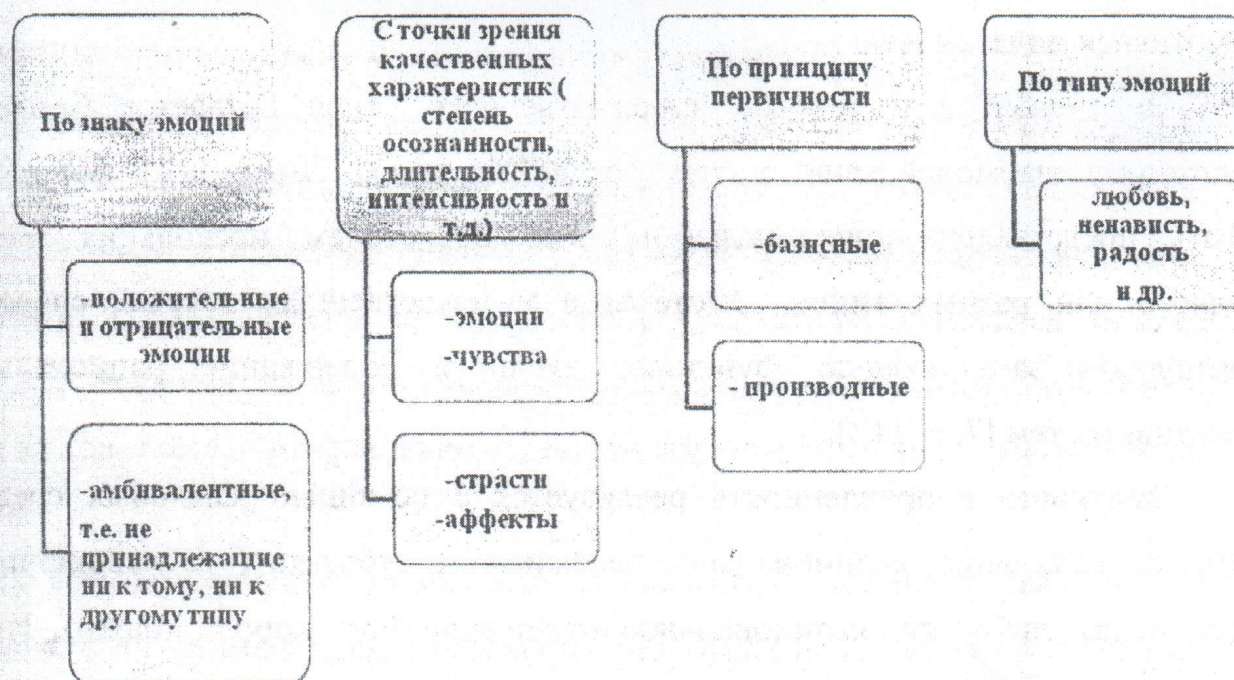 По знаку эмоций
-положительные
и отрицательные
эмоции
-амбивалентные,
т.е. не
принадлежащие
ни к тому, ни к
другому типу
С точки зрения
качественных
характеристик (
степень
осознанности,
длительность,
интенсивность и
т.д.)
-эмоции
-чувства
-страсти
-аффекты
По принципу
первичности
-базисные
- производные
По типу эмоций
любовь,
ненависть,
радость
и др.